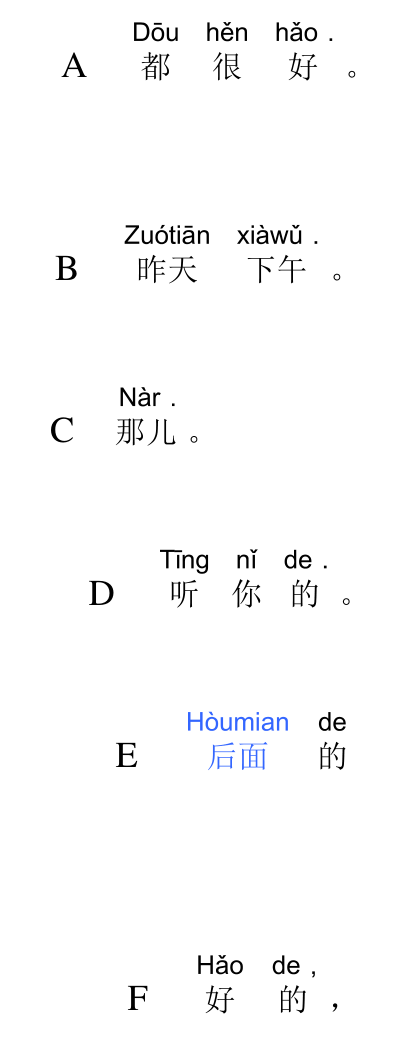 Dōu hěn hǎo .
A 都 很 好 。
Zuótiān xiàwǔ .
B 昨天 下午 。
Nàr .
C 那儿 。
Tīng nǐ de .
D 听 你 的 。
Hòumian de
E 后面 的
Hǎo de ,
F 好 的 ，